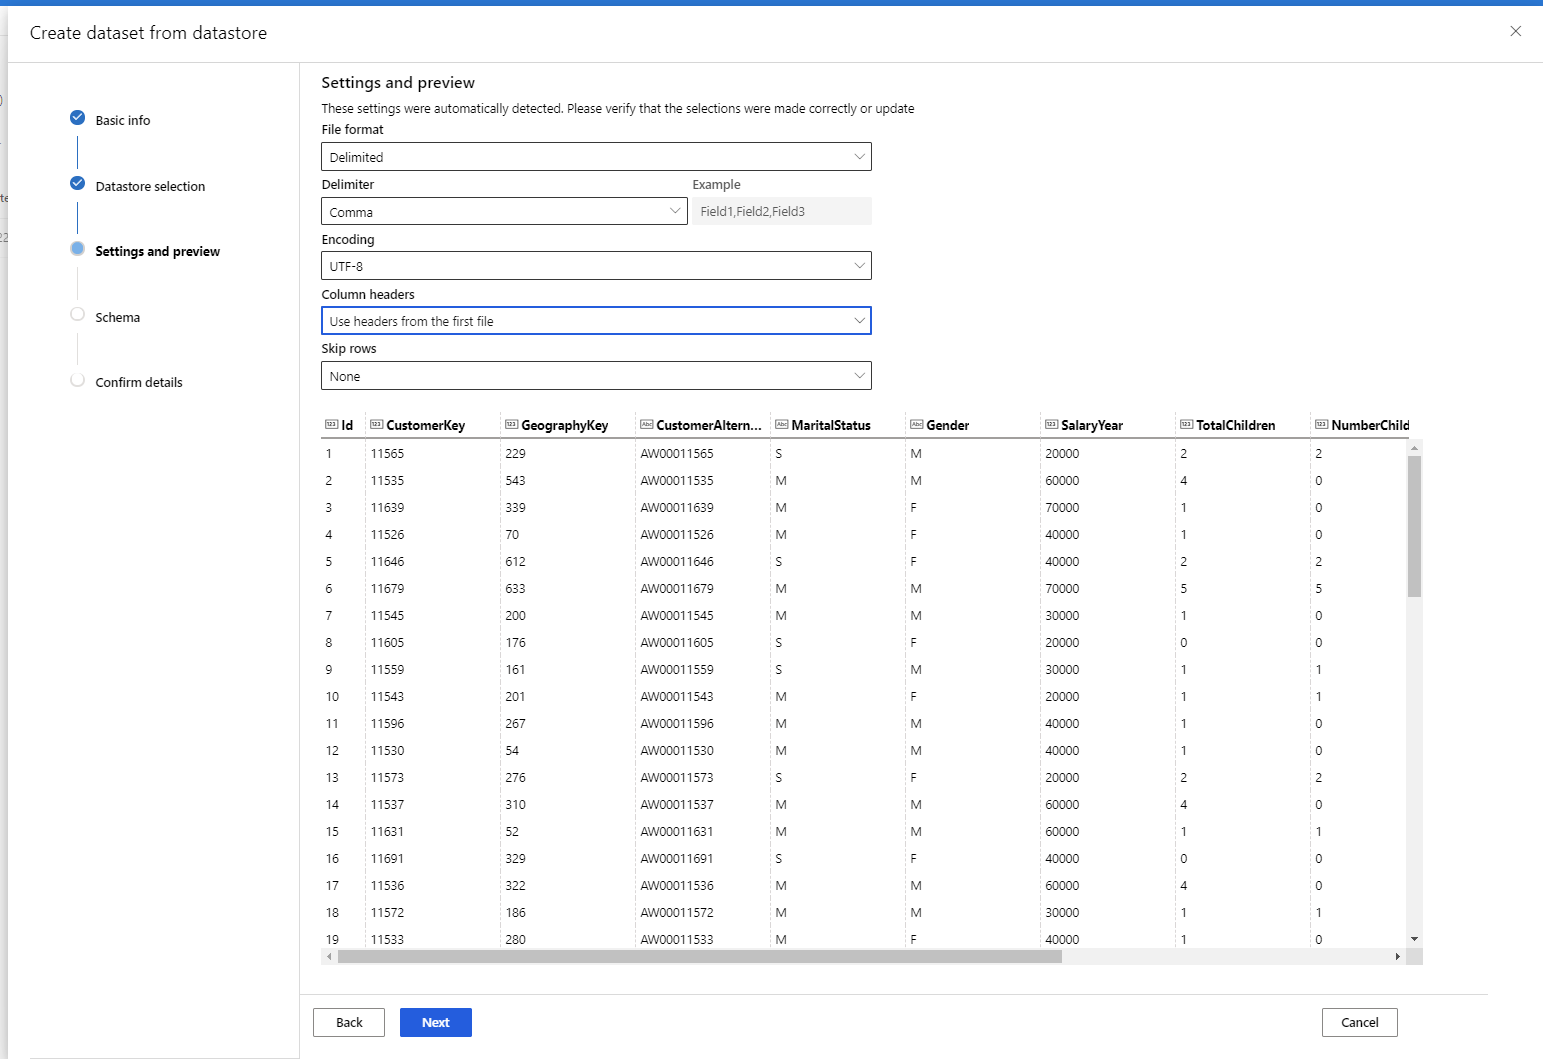 Create dataset from datastore
Basic info
Datastore selection
Settings and preview
Schema
Confirm details
Settings and preview
These settings were automatically detected. Please verify that the selections were made correctly or update
File format
Delimited
Delimiter Example
Comma Field1,Field2,Field3
Encoding
UTF-8
Column headers
Use headers from the first file
Skip rows
None
123 Id 123 CustomerKey 123 GeographyKey Abc CustomerAltern... Abc MaritalStatus Abc Gender 123 SalaryYear 123 TotalChildren 123 NumberChild
1 11565 229 AW00011565 S M 20000 2 2
2 11535 543 AW00011535 M M 60000 4 0
3 11639 339 AW00011639 M F 70000 1 0
4 11526 70 AW00011526 M F 40000 1 0
5 11646 612 AW00011646 S F 40000 2 2
6 11679 633 AW00011679 M M 70000 5 5
7 11545 200 AW00011545 M M 30000 1 0
8 11605 176 AW00011605 S F 20000 0 0
9 11559 161 AW00011559 S M 30000 1 1
10 11543 201 AW00011543 M F 20000 1 1
11 11596 267 AW00011596 M M 40000 1 0
12 11530 54 AW00011530 M M 40000 1 0
13 11573 276 AW00011573 S F 20000 2 2
14 11537 310 AW00011537 M M 60000 4 0
15 11631 52 AW00011631 M M 60000 1 1
16 11691 329 AW00011691 S F 40000 0 0
17 11536 322 AW00011536 M M 60000 4 0
18 11572 186 AW00011572 M M 30000 1 1
19 11533 280 AW00011533 M F 40000 1 0
Back Next Cancel